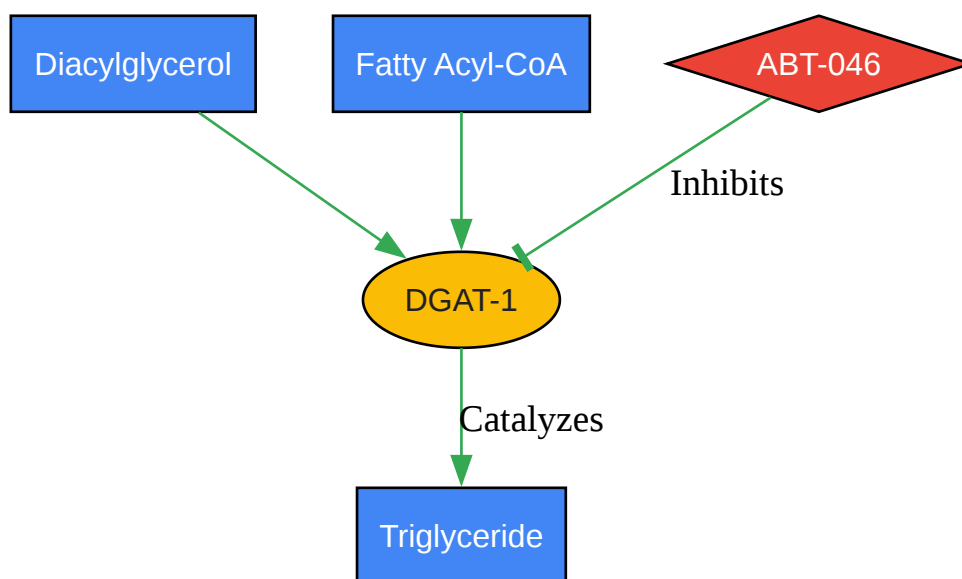 Diacylglycerol
Fatty Acyl-CoA
ABT-046
Inhibits
DGAT-1
Catalyzes
Triglyceride